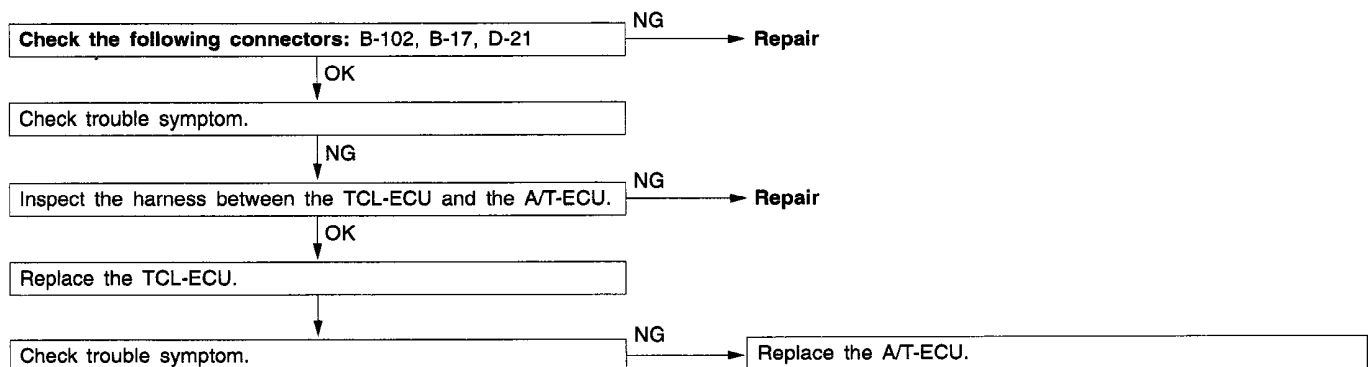 Check the following connectors: B-102, B-17, D-21
NG
Repair
OK
Check trouble symptom.
NG
Inspect the harness between the TCL-ECU and the A/T-ECU.
NG
Repair
OK
Replace the TCL-ECU.
Check trouble symptom.
NG
Replace the A/T-ECU.